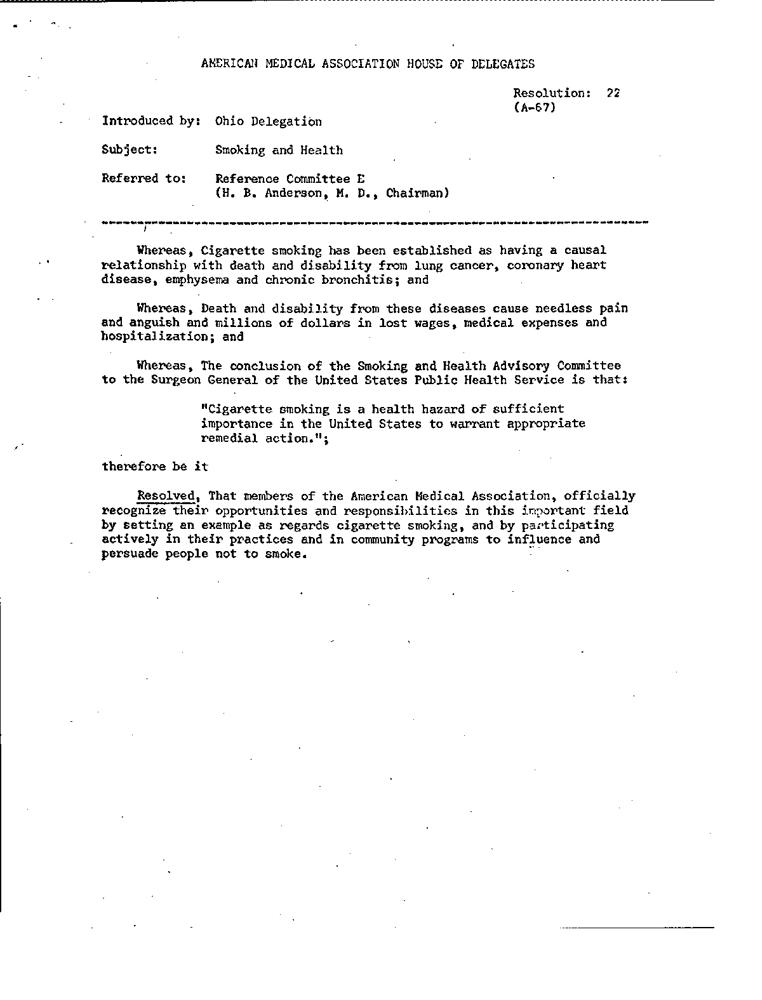 AMERICAN MEDICAL ASSOCIATION HOUSE OF DELEGATES
Resolution: 22
(A-67)
Introduced by: Ohio Delegation
Subject: Smoking and Health
Referred to: Reference Committee E
(H. B. Anderson, M. D., Chairman)
Whereas, Cigarette smoking has been established as having a causal
relationship with death and disability from lung cancer, coronary heart
disease, emphysema and chronic bronchitis; and
Whereas, Death and disability from these diseases cause needless pain
and anguish and millions of dollars in lost wages, medical expenses and
hospitalization; and
Whereas, The conclusion of the Smoking and Health Advisory Committee
to the Surgeon General of the United States Public Health Service is that:
"Cigarette smoking is a health hazard of sufficient
importance in the United States to warrant appropriate
remedial action.";
therefore be it
Resolved, That members of the American Medical Association, officially
recognize their opportunities and responsibilities in this important field
by setting an example as regards cigarette smoking, and by participating
actively in their practices and in community programs to influence and
persuade people not to smoke.